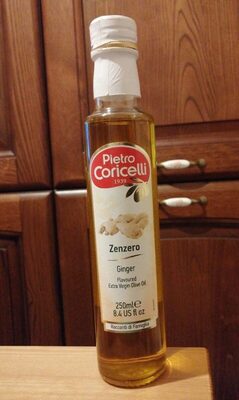 Pietro
Coricelli
1939
Zenzero
Ginger
Flavoured
Extra Virgin Olive Oil
250ml e
8.4 US fl oz
Racconti di Famiglia